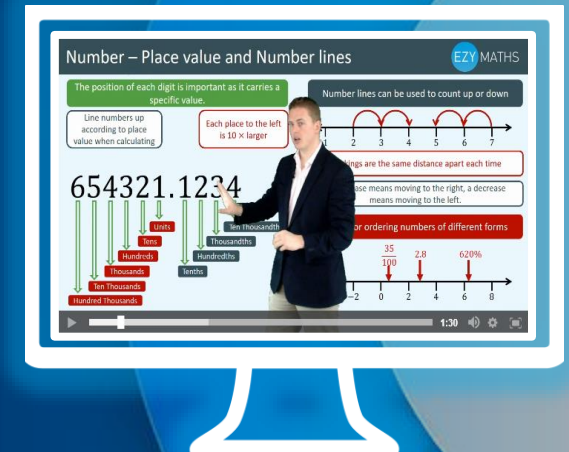 Number – Place value and Number lines
EZY MATHS
The position of each digit is important as it carries a
specific value.
Line numbers up
according to place
value when calculating
Each place to the left
is 10 × larger
654321.1234
Units
Tens
Hundreds
Thousands
Ten Thousands
Hundred Thousands
Ten Thousandth
Thousandths
Hundredths
Tenths
Number lines can be used to count up or down
1 2 3 4 5 6 7
are the same distance apart each time
means moving to the right, a decrease
means moving to the left.
or ordering numbers of different forms
35
100
2.8
620%
−2 0 2 4 6 8
1:30